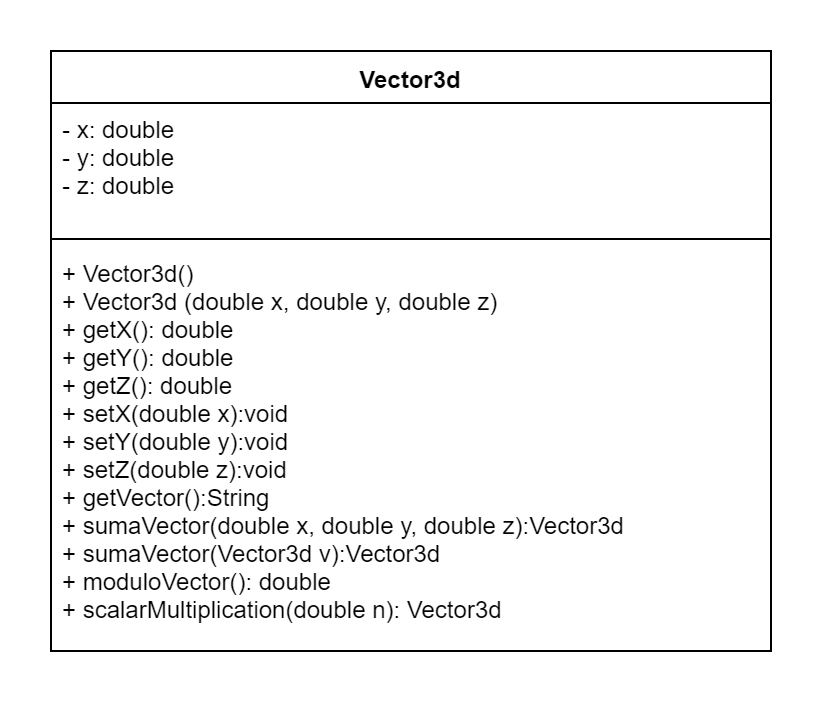 Vector3d
- x: double
- y: double
- z: double
+ Vector3d()
+ Vector3d (double x, double y, double z)
+ getX(): double
+ getY(): double
+ getZ(): double
+ setX(double x):void
+ setY(double y):void
+ setZ(double z):void
+ getVector():String
+ sumaVector(double x, double y, double z):Vector3d
+ sumaVector(Vector3d v):Vector3d
+ moduloVector(): double
+ scalarMultiplication(double n): Vector3d